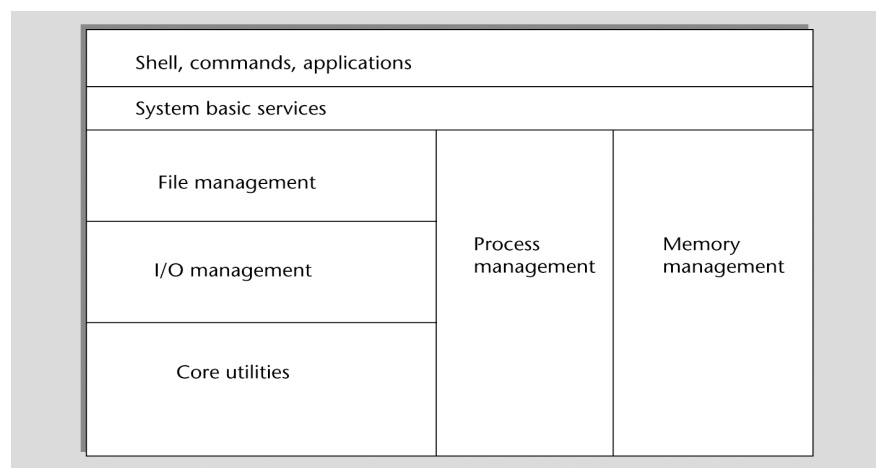 Shell, commands, applications
System basic services
File management
I/O management
Core utilities
Process
management
Memory
management